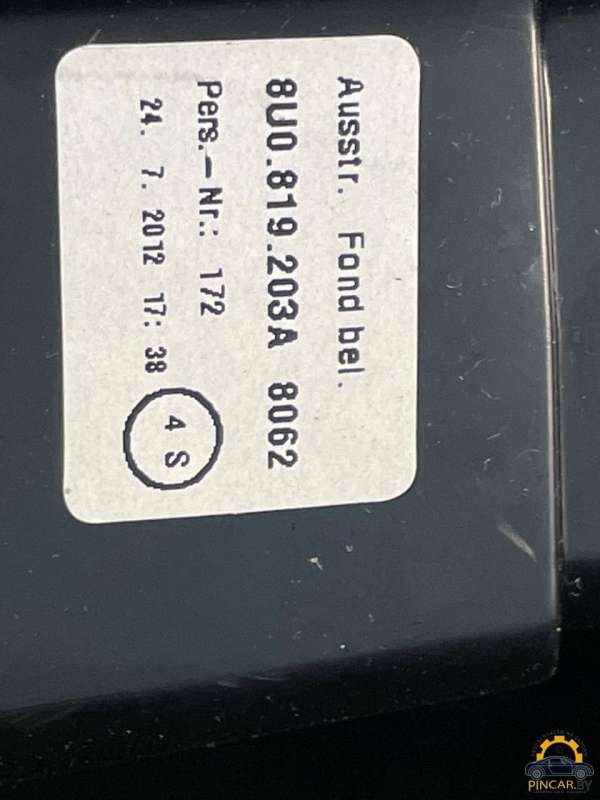 Ausstr. Fond bel.
8U0.819.203A 8062
Pers.-Nr.: 172
24. 7. 2012 17:38
4 S
PINCAR.BY